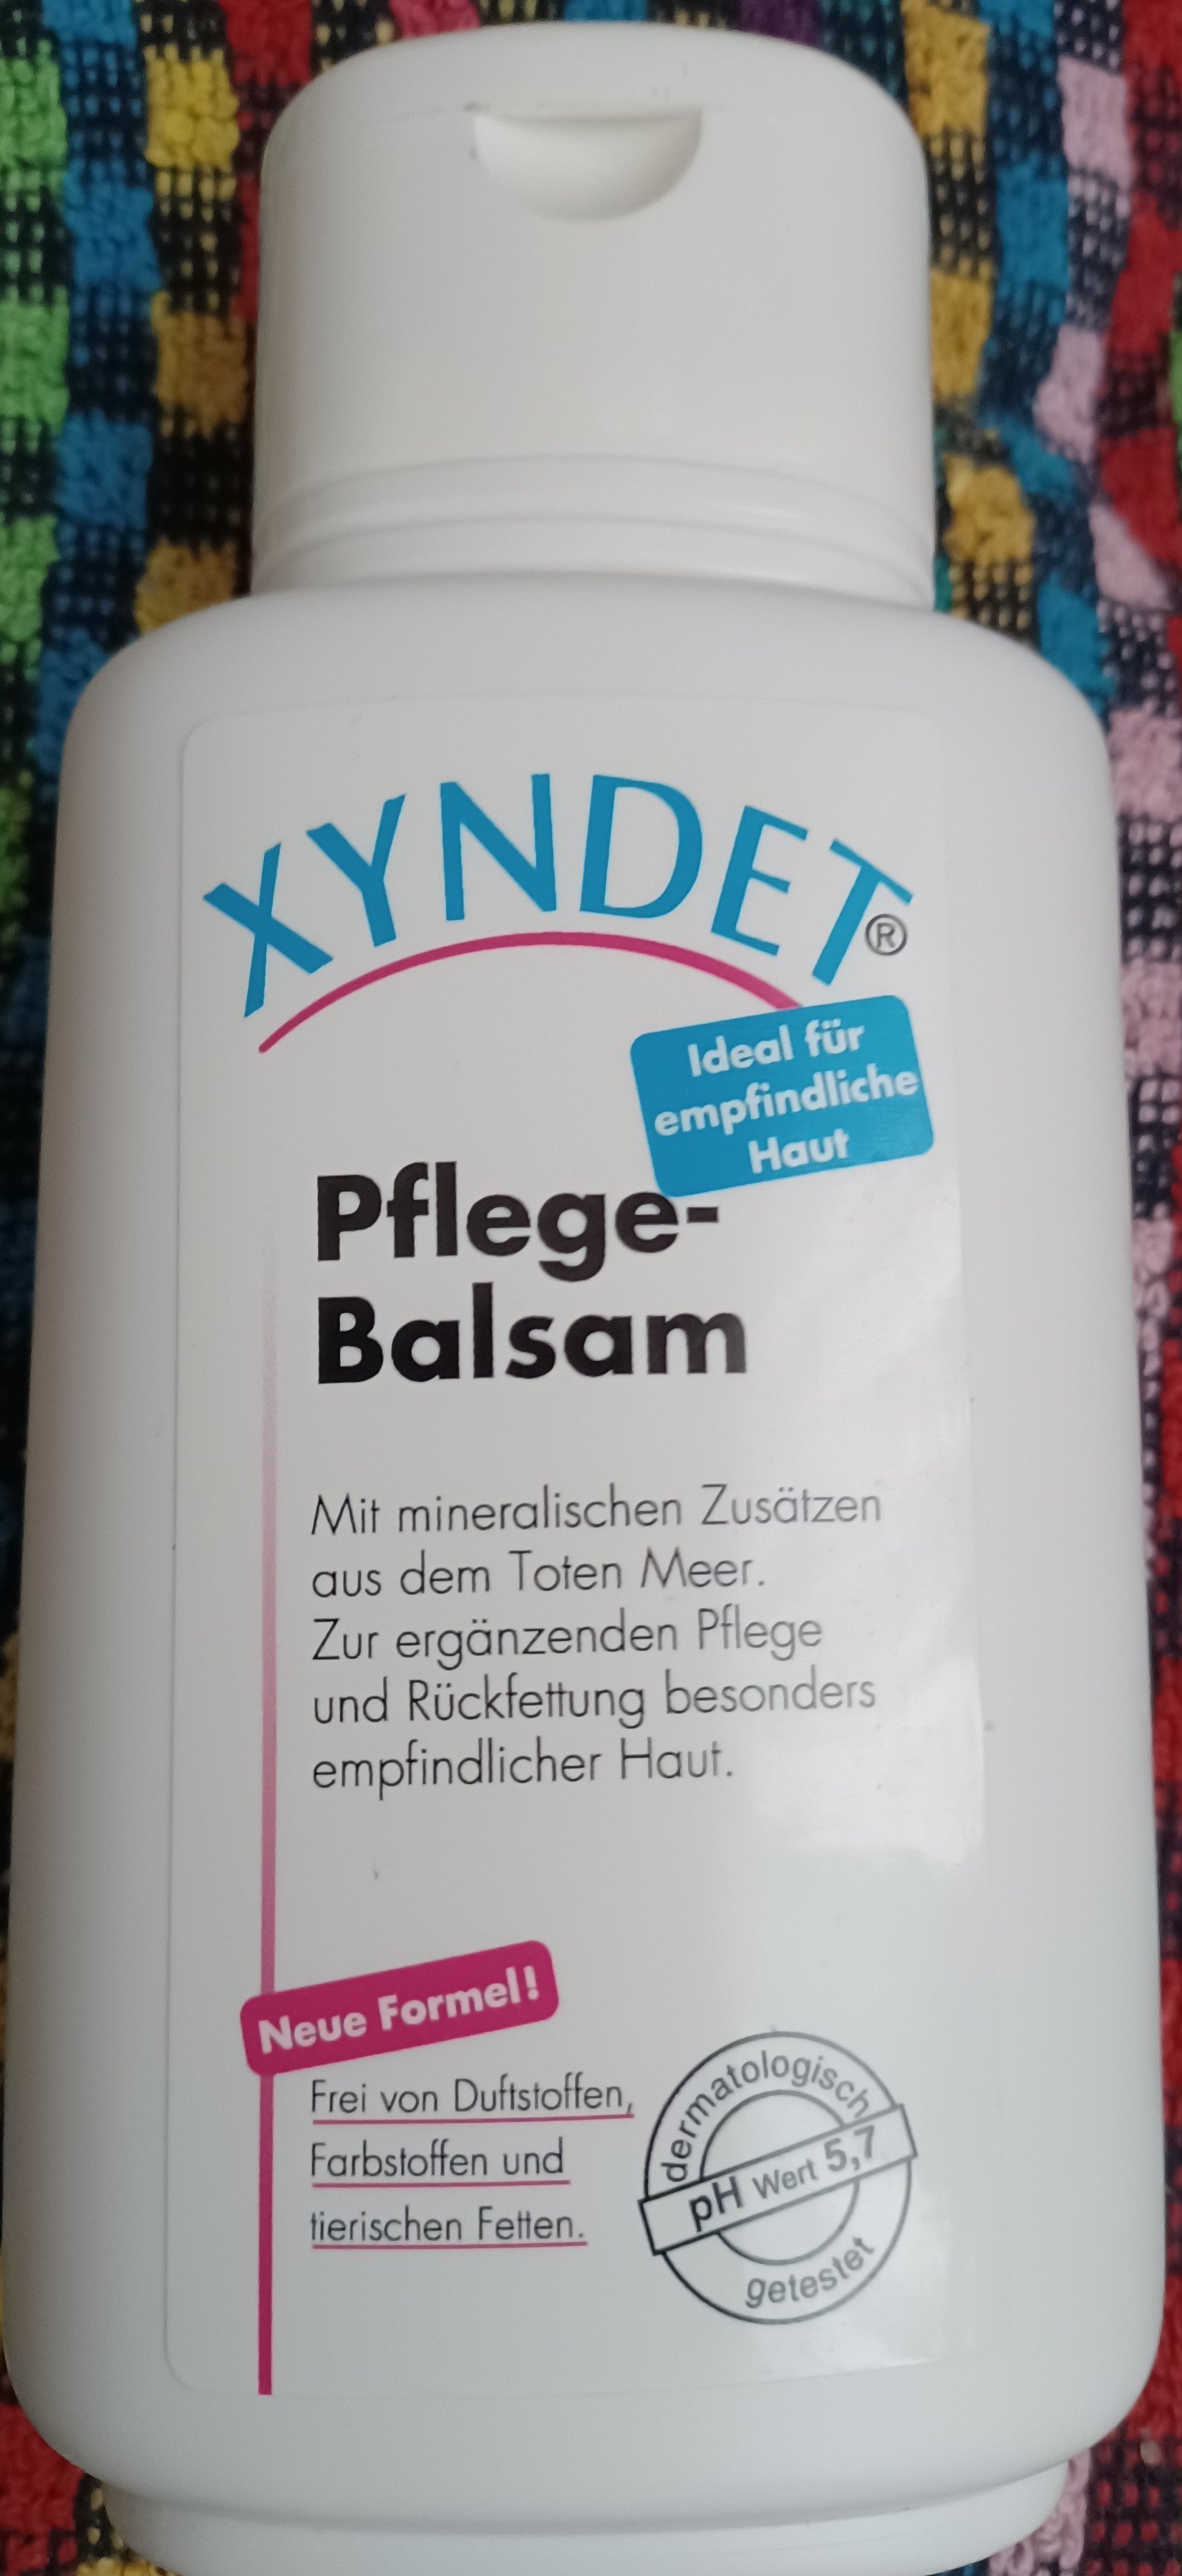 XYNDET®
Ideal für
empfindliche
Haut
Pflege-
Balsam
Mit mineralischen Zusätzen
aus dem Toten Meer.
Zur ergänzenden Pflege
und Rückfettung besonders
empfindlicher Haut.
Neue Formel!
Frei von Duftstoffen,
Farbstoffen und
tierischen Fetten.
dermatologisch
pH Wert 5,7
getestet